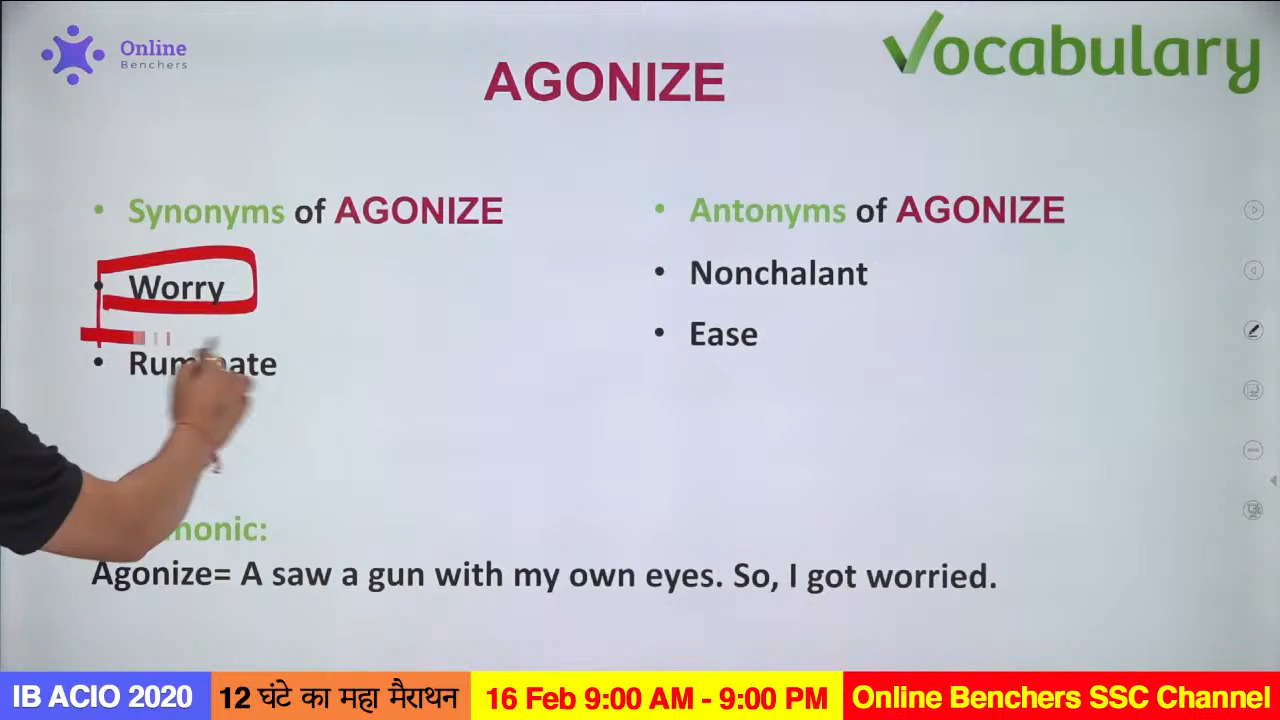 Online
Benchers
Vocabulary
AGONIZE
• Synonyms of AGONIZE
• Worry
• Ruminate
• Antonyms of AGONIZE
• Nonchalant
• Ease
monic:
Agonize= A saw a gun with my own eyes. So, I got worried.
IB ACIO 2020
12 घंटे का महा मैराथन
16 Feb 9:00 AM - 9:00 PM
Online Benchers SSC Channel